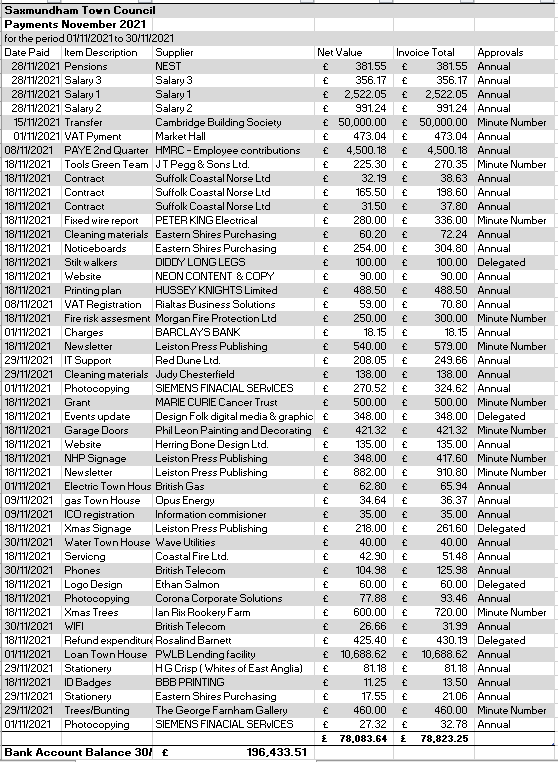 Saxmundham Town Council
Payments November 2021
for the period 01/11/2021 to 30/11/2021
Date Paid Item Description Supplier Net Value Invoice Total Approvals
28/11/2021 Pensions NEST £ 381.55 £ 381.55 Annual
28/11/2021 Salary 3 Salary 3 £ 356.17 £ 356.17 Annual
28/11/2021 Salary 1 Salary 1 £ 2,522.05 £ 2,522.05 Annual
28/11/2021 Salary 2 Salary 2 £ 991.24 £ 991.24 Annual
15/11/2021 Transfer Cambridge Building Society £ 50,000.00 £ 50,000.00 Minute Number
01/11/2021 VAT Pyment Market Hall £ 473.04 £ 473.04 Annual
08/11/2021 PAYE 2nd Quarter HMRC - Employee contributions £ 4,500.18 £ 4,500.18 Annual
18/11/2021 Tools Green Team J T Pegg & Sons Ltd. £ 225.30 £ 270.35 Minute Number
18/11/2021 Contract Suffolk Coastal Norse Ltd £ 32.19 £ 38.63 Annual
18/11/2021 Contract Suffolk Coastal Norse Ltd £ 165.50 £ 198.60 Annual
18/11/2021 Contract Suffolk Coastal Norse Ltd £ 31.50 £ 37.80 Annual
18/11/2021 Fixed wire report PETER KING Electrical £ 280.00 £ 336.00 Minute Number
18/11/2021 Cleaning materials Eastern Shires Purchasing £ 60.20 £ 72.24 Annual
18/11/2021 Noticeboards Eastern Shires Purchasing £ 254.00 £ 304.80 Annual
18/11/2021 Stilt walkers DIDDY LONG LEGS £ 100.00 £ 100.00 Delegated
18/11/2021 Website NEON CONTENT & COPY £ 90.00 £ 90.00 Annual
18/11/2021 Printing plan HUSSEY KNIGHTS Limited £ 488.50 £ 488.50 Annual
08/11/2021 VAT Registration Rialtas Business Solutions £ 59.00 £ 70.80 Annual
18/11/2021 Fire risk assesment Morgan Fire Protection Ltd £ 250.00 £ 300.00 Minute Number
01/11/2021 Charges BARCLAYS BANK £ 18.15 £ 18.15 Annual
18/11/2021 Newsletter Leiston Press Publishing £ 540.00 £ 579.00 Minute Number
29/11/2021 IT Support Red Dune Ltd. £ 208.05 £ 249.66 Annual
29/11/2021 Cleaning materials Judy Chesterfield £ 138.00 £ 138.00 Annual
01/11/2021 Photocopying SIEMENS FINACIAL SERVICES £ 270.52 £ 324.62 Annual
18/11/2021 Grant MARIE CURIE Cancer Trust £ 500.00 £ 500.00 Minute Number
18/11/2021 Events update Design Folk digital media & graphic £ 348.00 £ 348.00 Delegated
18/11/2021 Garage Doors Phil Leon Painting and Decorating £ 421.32 £ 421.32 Minute Number
18/11/2021 Website Herring Bone Design Ltd. £ 135.00 £ 135.00 Annual
18/11/2021 NHP Signage Leiston Press Publishing £ 348.00 £ 417.60 Minute Number
18/11/2021 Newsletter Leiston Press Publishing £ 882.00 £ 910.80 Minute Number
01/11/2021 Electric Town Hous British Gas £ 62.80 £ 65.94 Annual
09/11/2021 gas Town House Opus Energy £ 34.64 £ 36.37 Annual
09/11/2021 ICO registration Information commisioner £ 35.00 £ 35.00 Annual
18/11/2021 Xmas Signage Leiston Press Publishing £ 218.00 £ 261.60 Delegated
30/11/2021 Water Town House Wave Utilities £ 40.00 £ 40.00 Annual
18/11/2021 Servicng Coastal Fire Ltd. £ 42.90 £ 51.48 Annual
30/11/2021 Phones British Telecom £ 104.98 £ 125.98 Annual
18/11/2021 Logo Design Ethan Salmon £ 60.00 £ 60.00 Delegated
18/11/2021 Photocopying Corona Corporate Solutions £ 77.88 £ 93.46 Annual
18/11/2021 Xmas Trees Ian Rix Rookery Farm £ 600.00 £ 720.00 Minute Number
30/11/2021 WIFI British Telecom £ 26.66 £ 31.99 Annual
18/11/2021 Refund expenditure Rosalind Barnett £ 425.40 £ 430.19 Delegated
01/11/2021 Loan Town House PWLB Lending facility £ 10,688.62 £ 10,688.62 Annual
29/11/2021 Stationery H G Crisp ( Whites of East Anglia) £ 81.18 £ 81.18 Annual
18/11/2021 ID Badges BBB PRINTING £ 11.25 £ 13.50 Annual
29/11/2021 Stationery Eastern Shires Purchasing £ 17.55 £ 21.06 Annual
29/11/2021 Trees/Bunting The George Farnham Gallery £ 460.00 £ 460.00 Minute Number
01/11/2021 Photocopying SIEMENS FINACIAL SERVICES £ 27.32 £ 32.78 Annual
£ 78,083.64 £ 78,823.25
Bank Account Balance 30/ £ 196,433.51